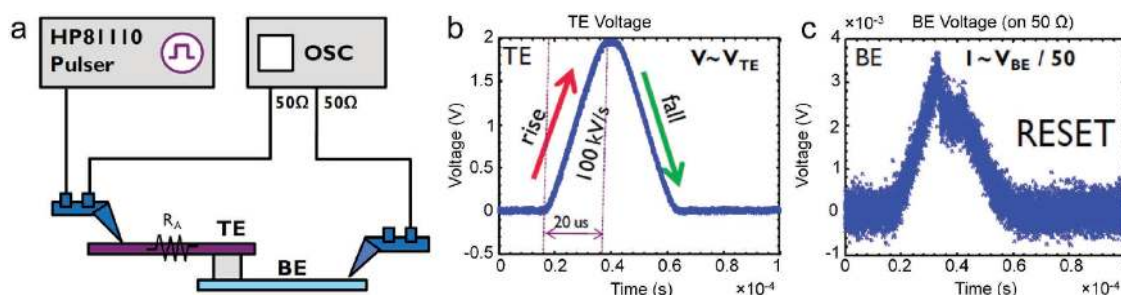 a
HP81110
Pulser
OSC
50Ω 50Ω
R_A
TE
BE
b
TE Voltage
TE
V~V_TE
rise
100 kV/s
fall
20 us
Voltage (V)
2
1.5
1
0.5
0
-0.5
0 0.2 0.4 0.6 0.8 1
Time (s) ×10⁻⁴
c
×10⁻³ BE Voltage (on 50 Ω)
BE
I~V_BE / 50
RESET
Voltage (V)
4
3
2
1
0
-1
0 0.2 0.4 0.6 0.8 1
Time (s) ×10⁻⁴